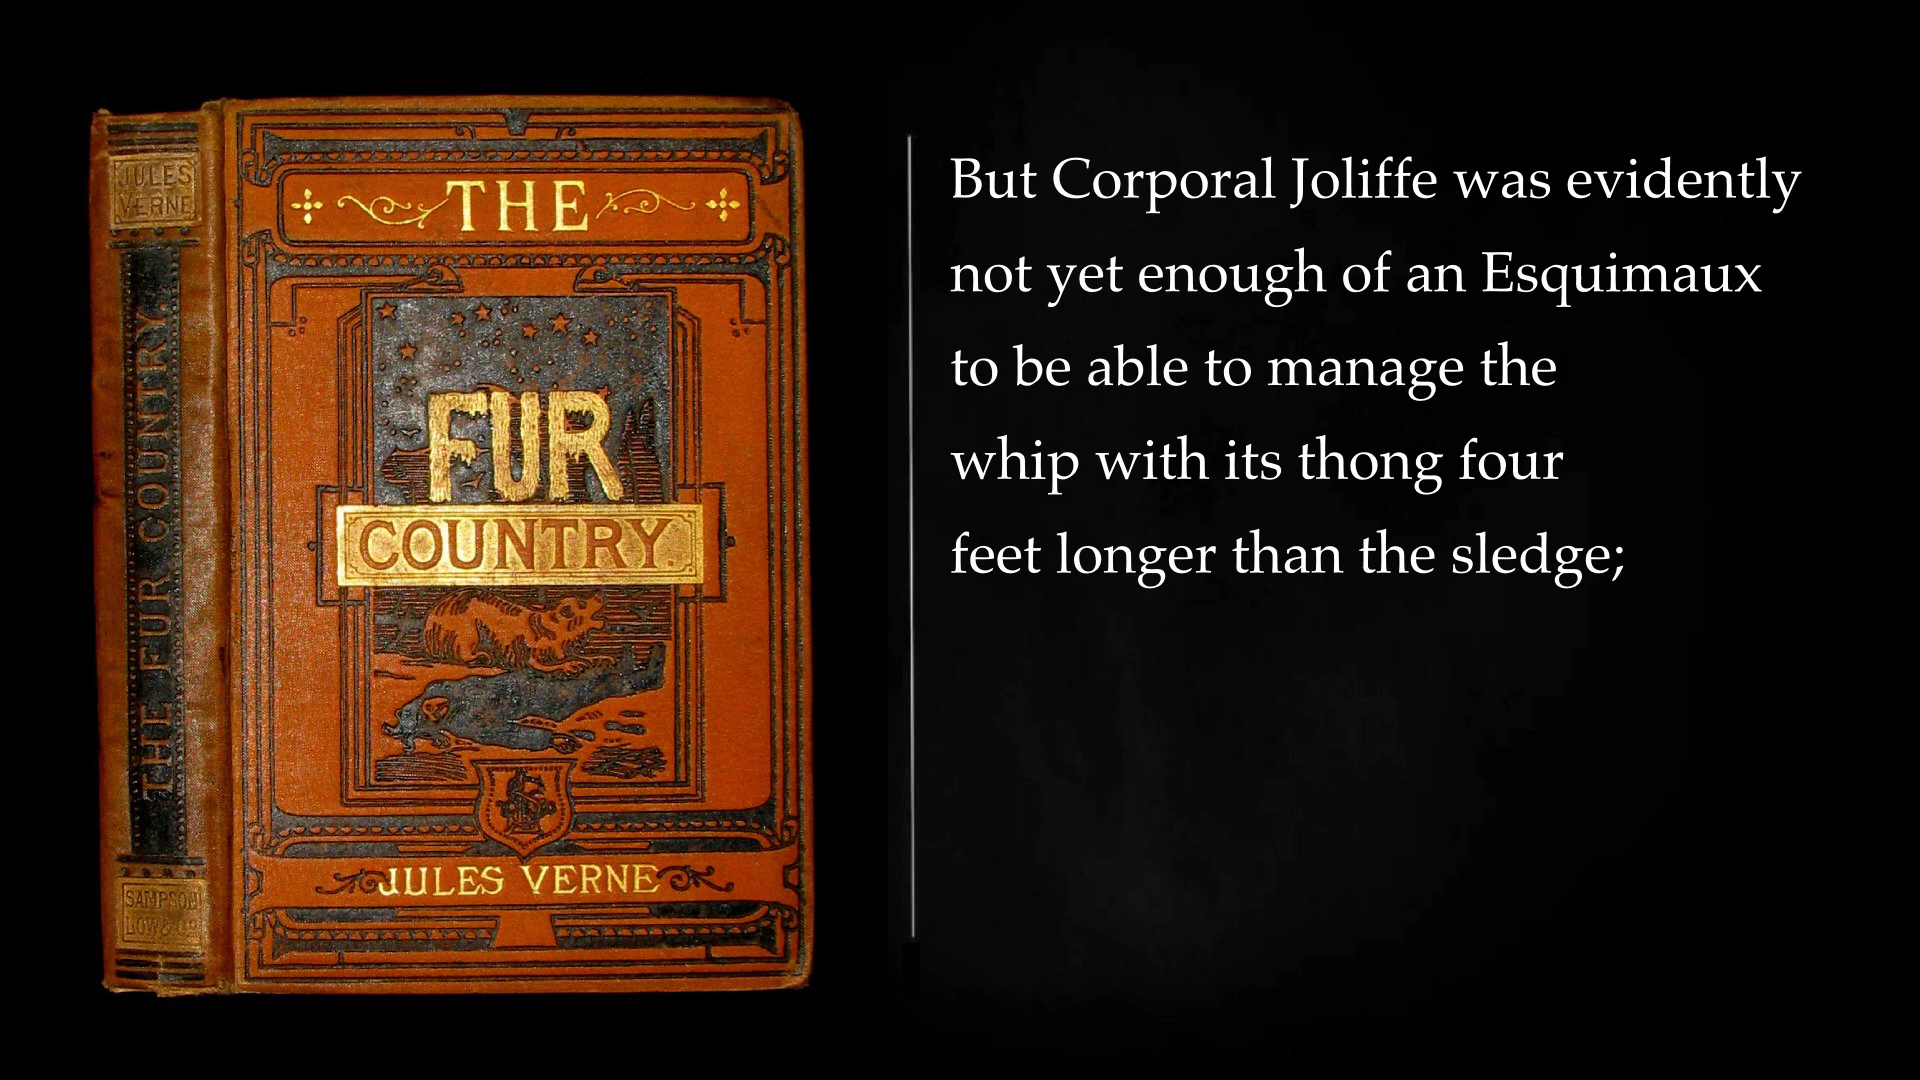 JULES
VERNE
THE FUR COUNTRY.
SAMPSON
LOW & Co
THE
FUR
COUNTRY.
JULES VERNE
But Corporal Joliffe was evidently
not yet enough of an Esquimaux
to be able to manage the
whip with its thong four
feet longer than the sledge;